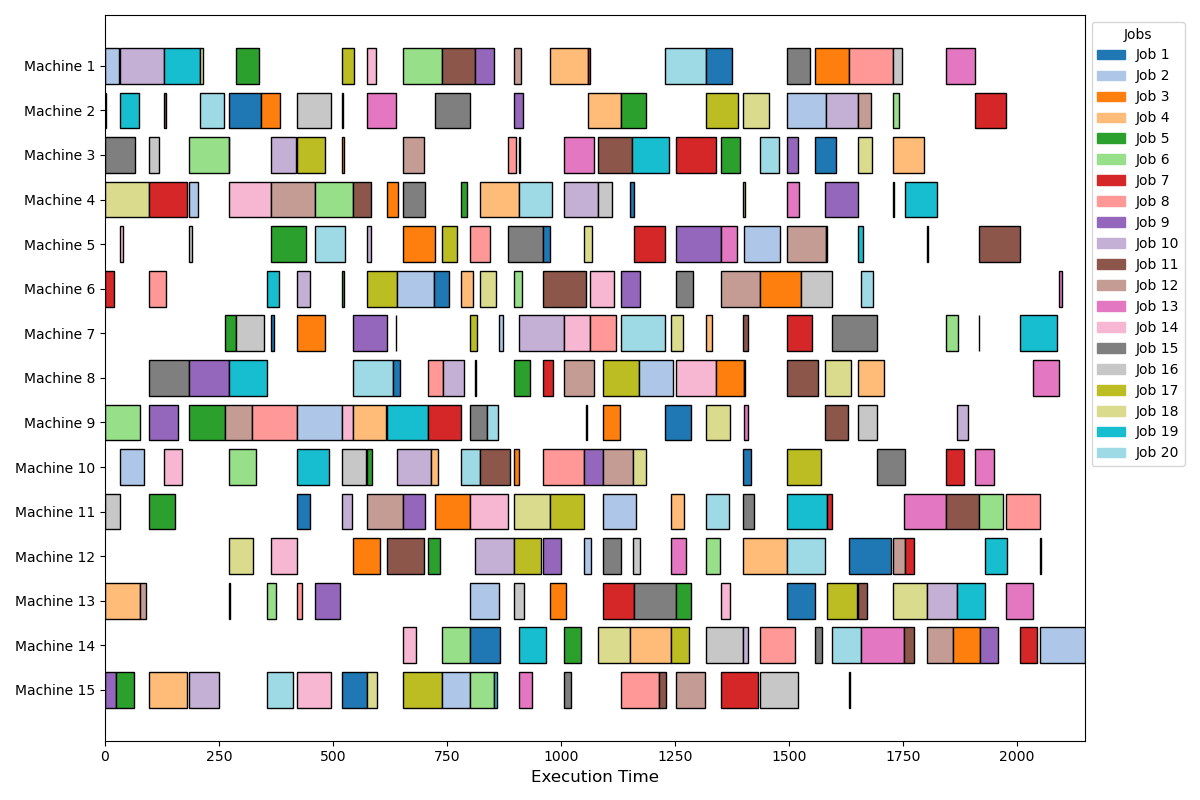 Machine 1
Machine 2
Machine 3
Machine 4
Machine 5
Machine 6
Machine 7
Machine 8
Machine 9
Machine 10
Machine 11
Machine 12
Machine 13
Machine 14
Machine 15
0 250 500 750 1000 1250 1500 1750 2000
Execution Time
Jobs
Job 1
Job 2
Job 3
Job 4
Job 5
Job 6
Job 7
Job 8
Job 9
Job 10
Job 11
Job 12
Job 13
Job 14
Job 15
Job 16
Job 17
Job 18
Job 19
Job 20